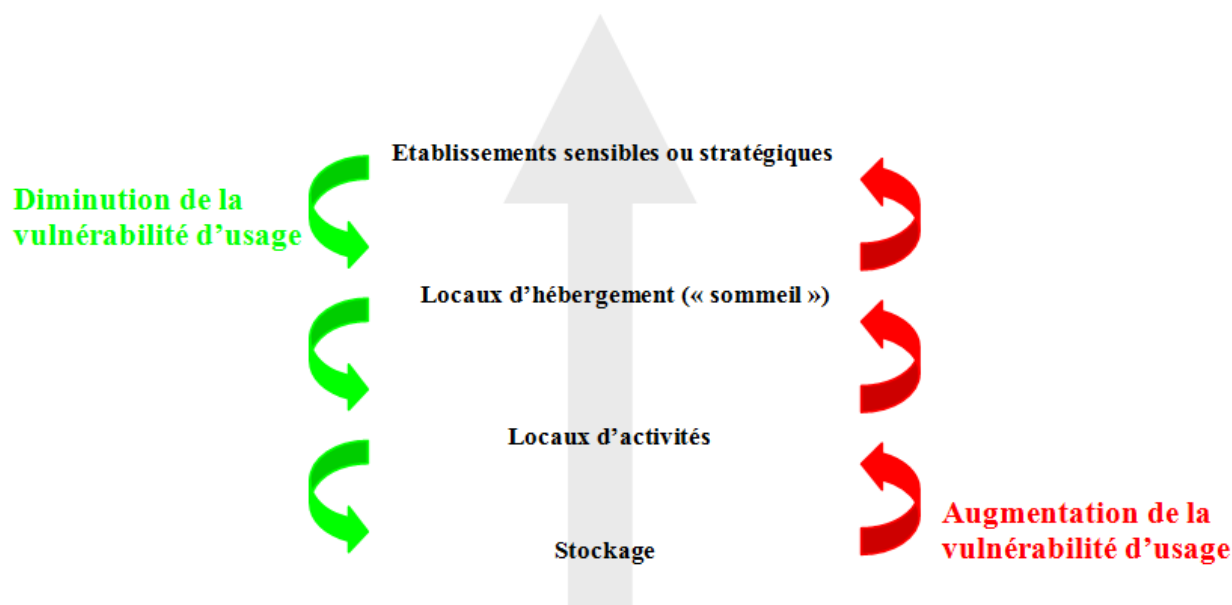 Etablissements sensibles ou stratégiques
Diminution de la
vulnérabilité d’usage
Locaux d’hébergement (« sommeil »)
Locaux d’activités
Augmentation de la
vulnérabilité d’usage
Stockage